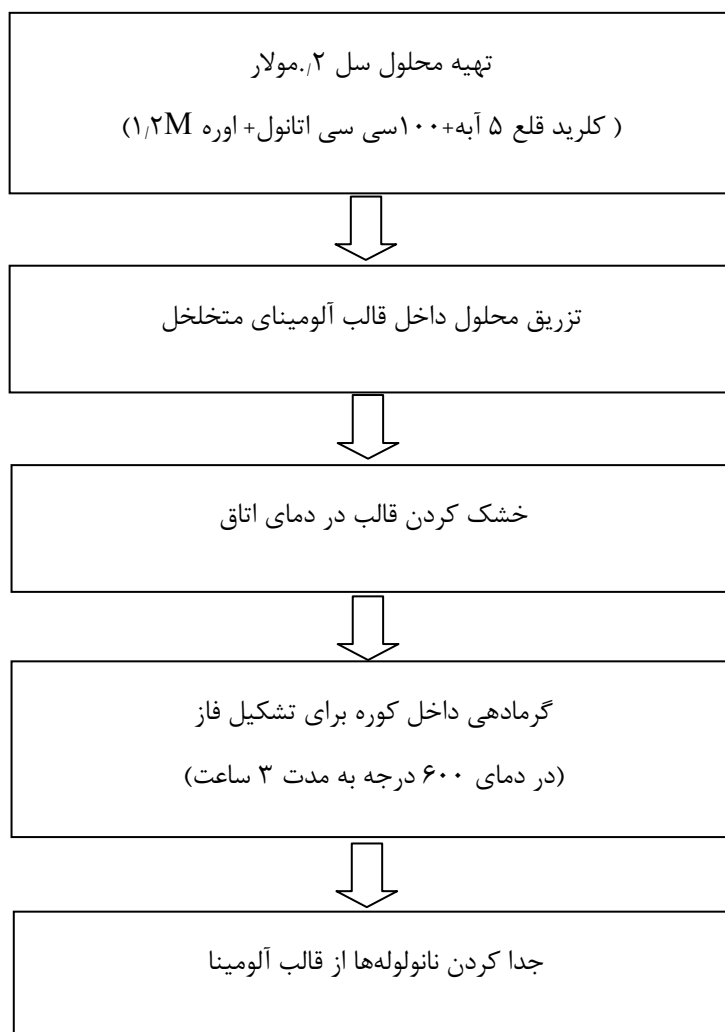 تهیه محلول سل ۲/.مولار
( کلرید قلع ۵ آبه+۱۰۰سی سی اتانول+ اوره ۱/۲M)
تزریق محلول داخل قالب آلومینای متخلخل
خشک کردن قالب در دمای اتاق
گرمادهی داخل کوره برای تشکیل فاز
(در دمای ۶۰۰ درجه به مدت ۳ ساعت)
جدا کردن نانولوله‌ها از قالب آلومینا